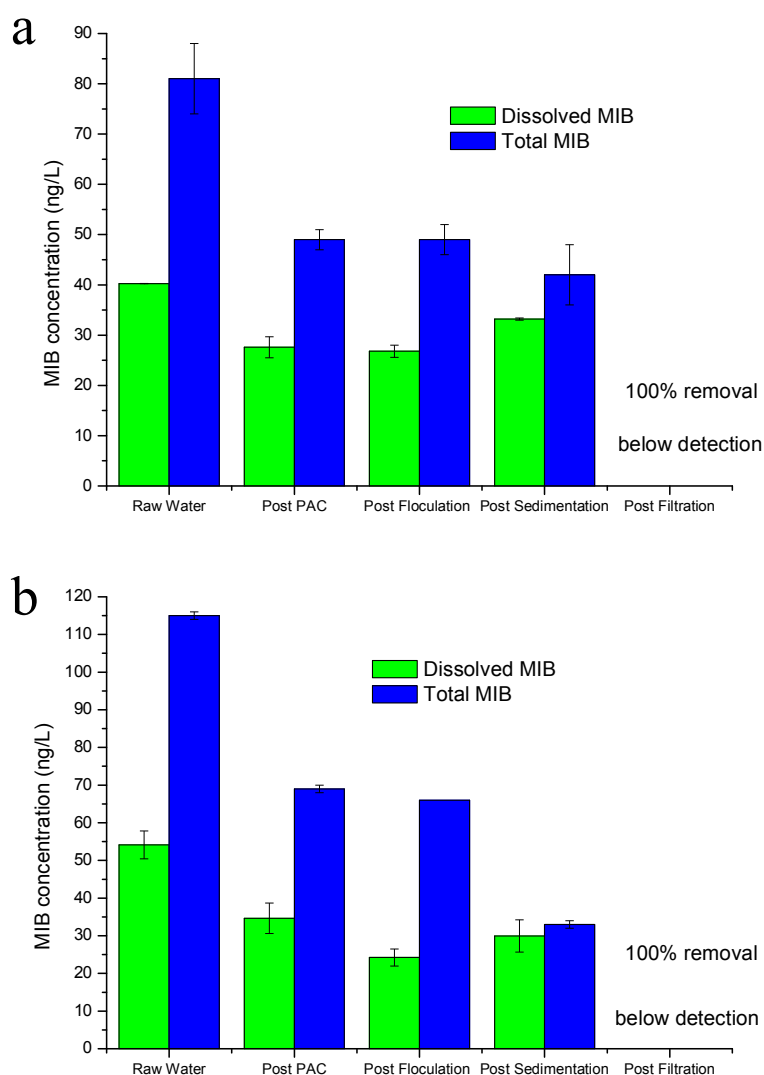 a
MIB concentration (ng/L)
90
80
70
60
50
40
30
20
10
0
Dissolved MIB
Total MIB
100% removal
below detection
Raw Water
Post PAC
Post Floculation
Post Sedimentation
Post Filtration
b
MIB concentration (ng/L)
120
110
100
90
80
70
60
50
40
30
20
10
0
Dissolved MIB
Total MIB
100% removal
below detection
Raw Water
Post PAC
Post Floculation
Post Sedimentation
Post Filtration